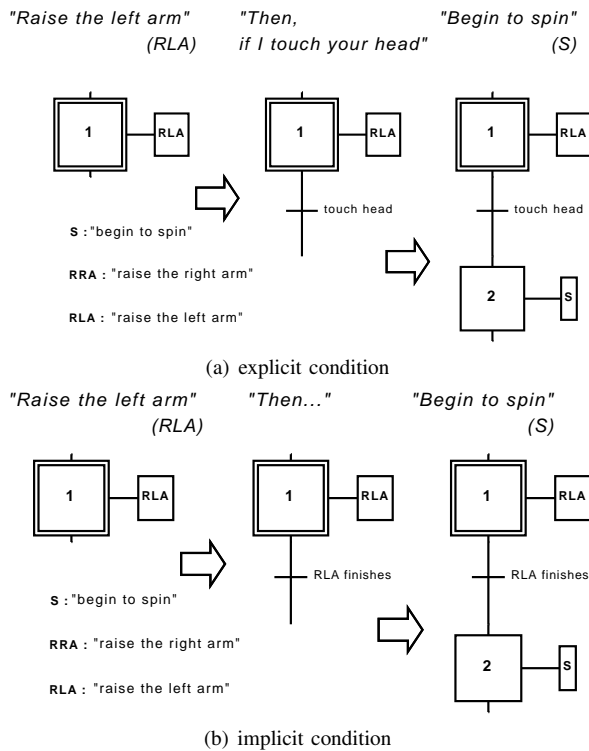 "Raise the left arm" "Then, "Begin to spin"
(RLA) if I touch your head" (S)
1 RLA 1 RLA 1 RLA
touch head touch head
S : "begin to spin"
RRA : "raise the right arm"
2 S
RLA : "raise the left arm"
(a) explicit condition
"Raise the left arm" "Then..." "Begin to spin"
(RLA) (S)
1 RLA 1 RLA 1 RLA
RLA finishes RLA finishes
S : "begin to spin"
RRA : "raise the right arm"
2 S
RLA : "raise the left arm"
(b) implicit condition